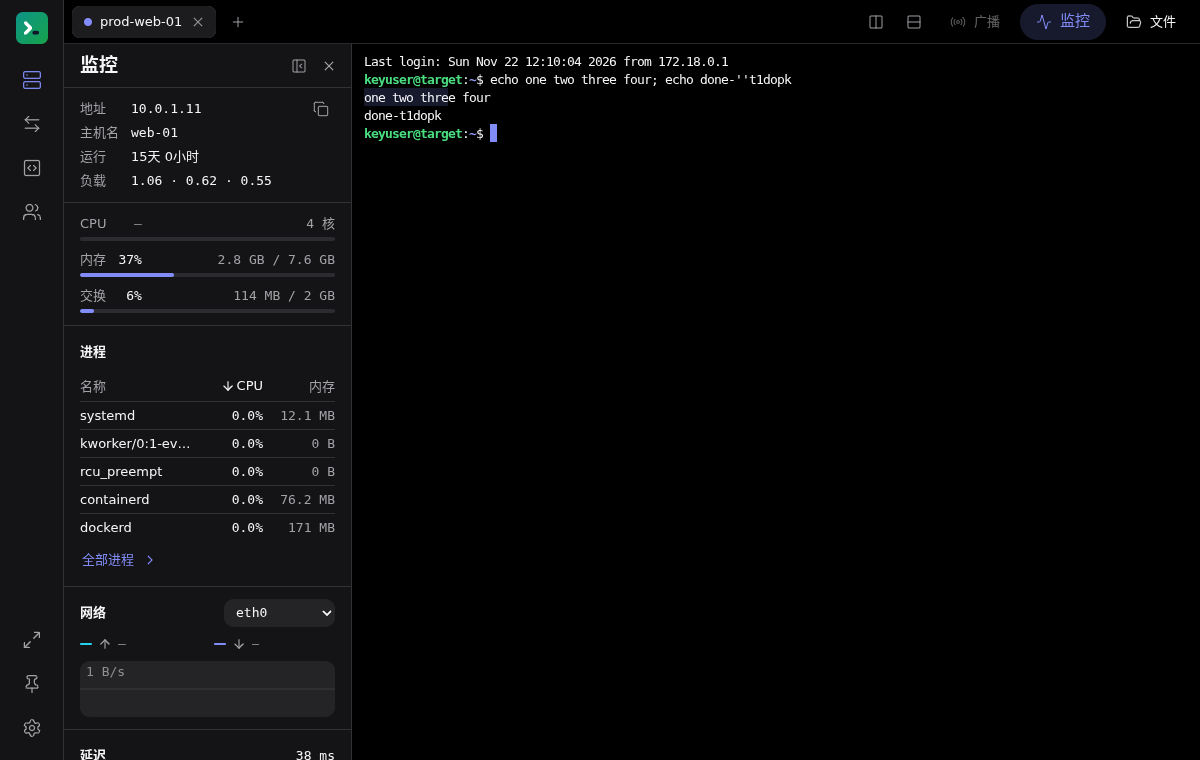 prod-web-01
广播
监控
文件
监控
地址 10.0.1.11
主机名 web-01
运行 15天 0小时
负载 1.06 · 0.62 · 0.55
CPU — 4 核
内存 37% 2.8 GB / 7.6 GB
交换 6% 114 MB / 2 GB
进程
名称 ↓ CPU 内存
systemd 0.0% 12.1 MB
kworker/0:1-ev… 0.0% 0 B
rcu_preempt 0.0% 0 B
containerd 0.0% 76.2 MB
dockerd 0.0% 171 MB
全部进程
网络 eth0
↑ — ↓ —
1 B/s
延迟 38 ms
Last login: Sun Nov 22 12:10:04 2026 from 172.18.0.1
keyuser@target:~$ echo one two three four; echo done-''t1dopk
one two three four
done-t1dopk
keyuser@target:~$